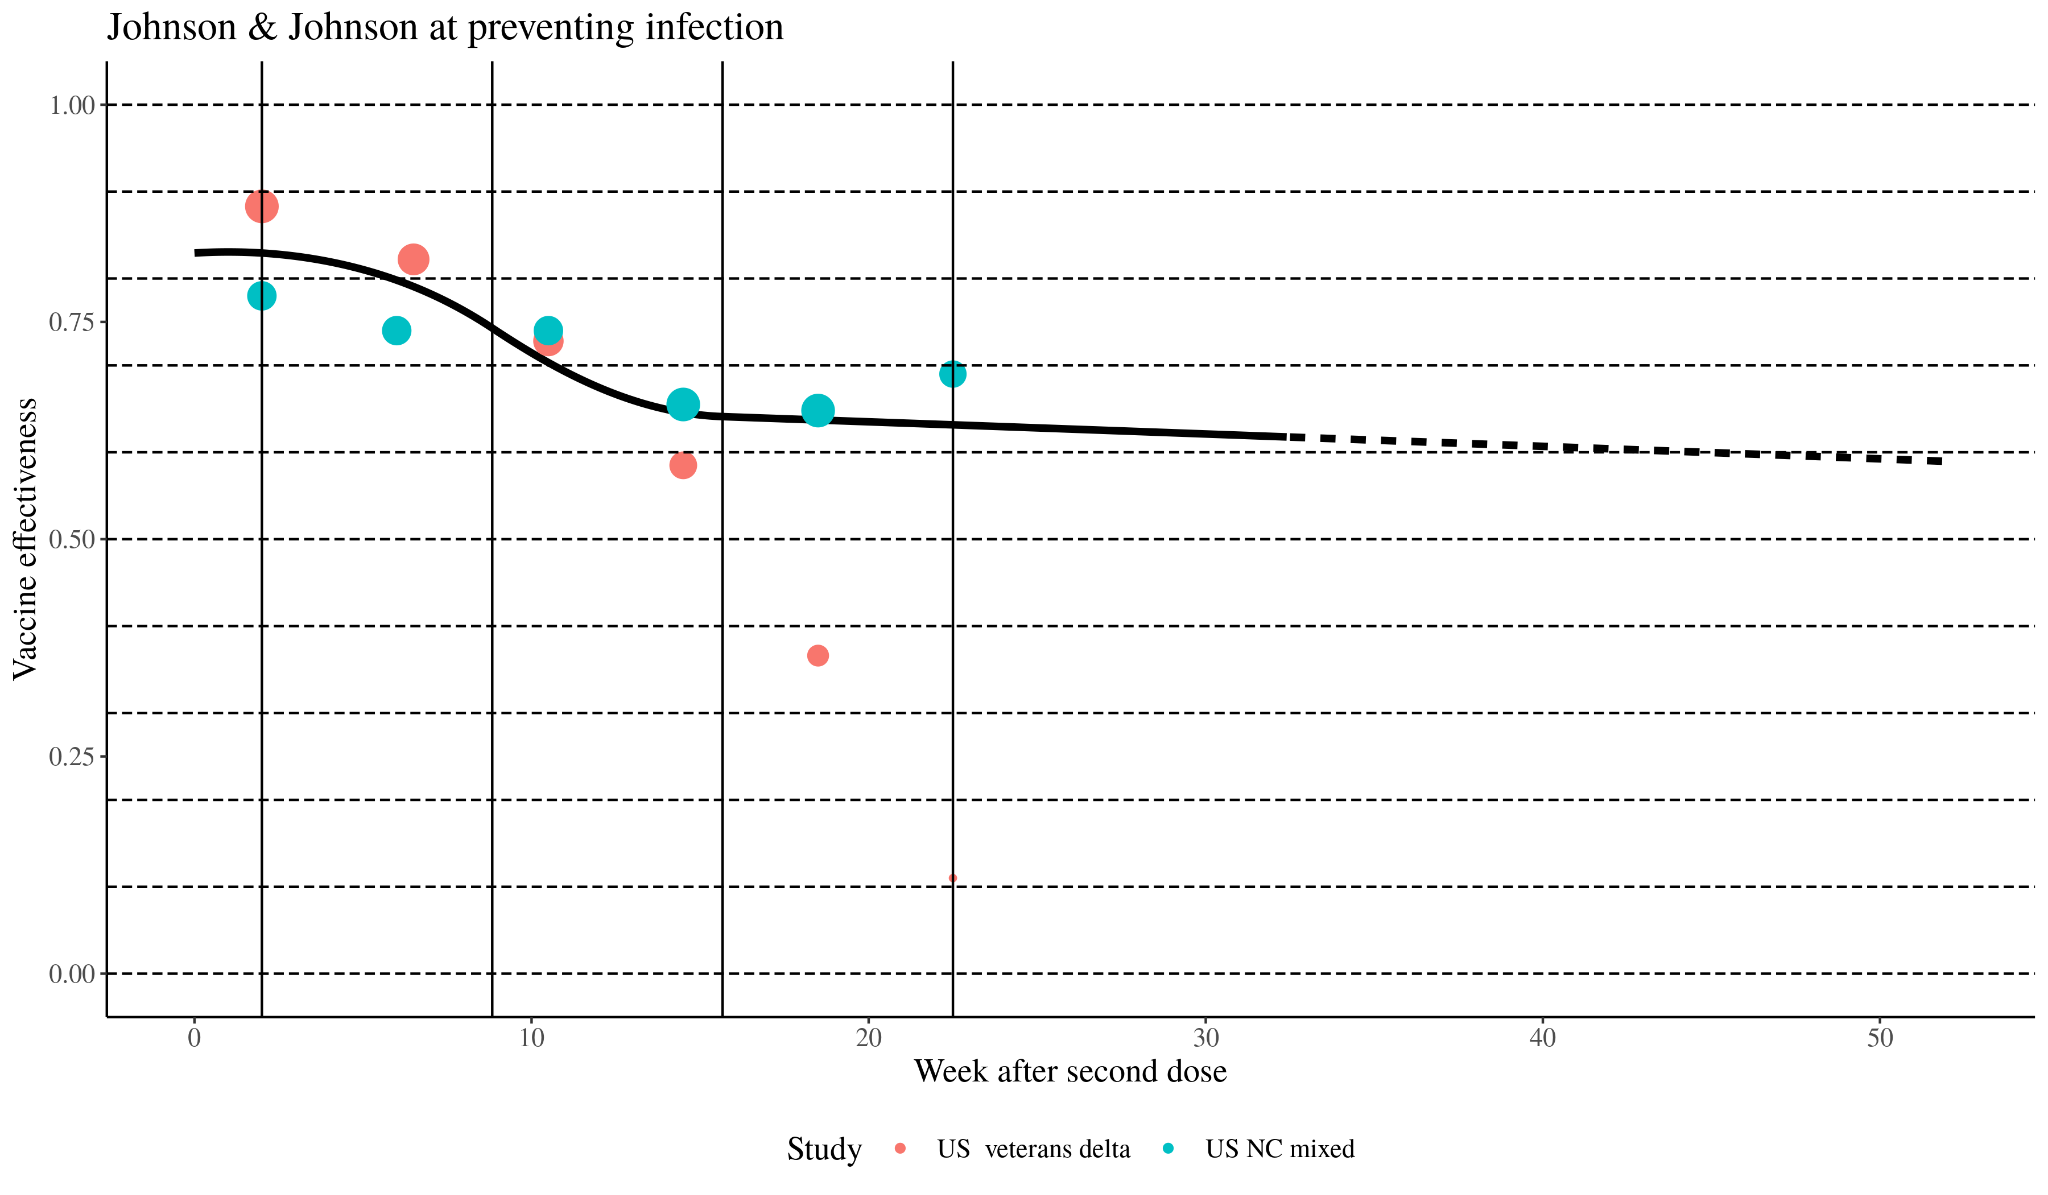 Johnson & Johnson at preventing infection
Vaccine effectiveness
1.00
0.75
0.50
0.25
0.00
0 10 20 30 40 50
Week after second dose
Study US veterans delta US NC mixed